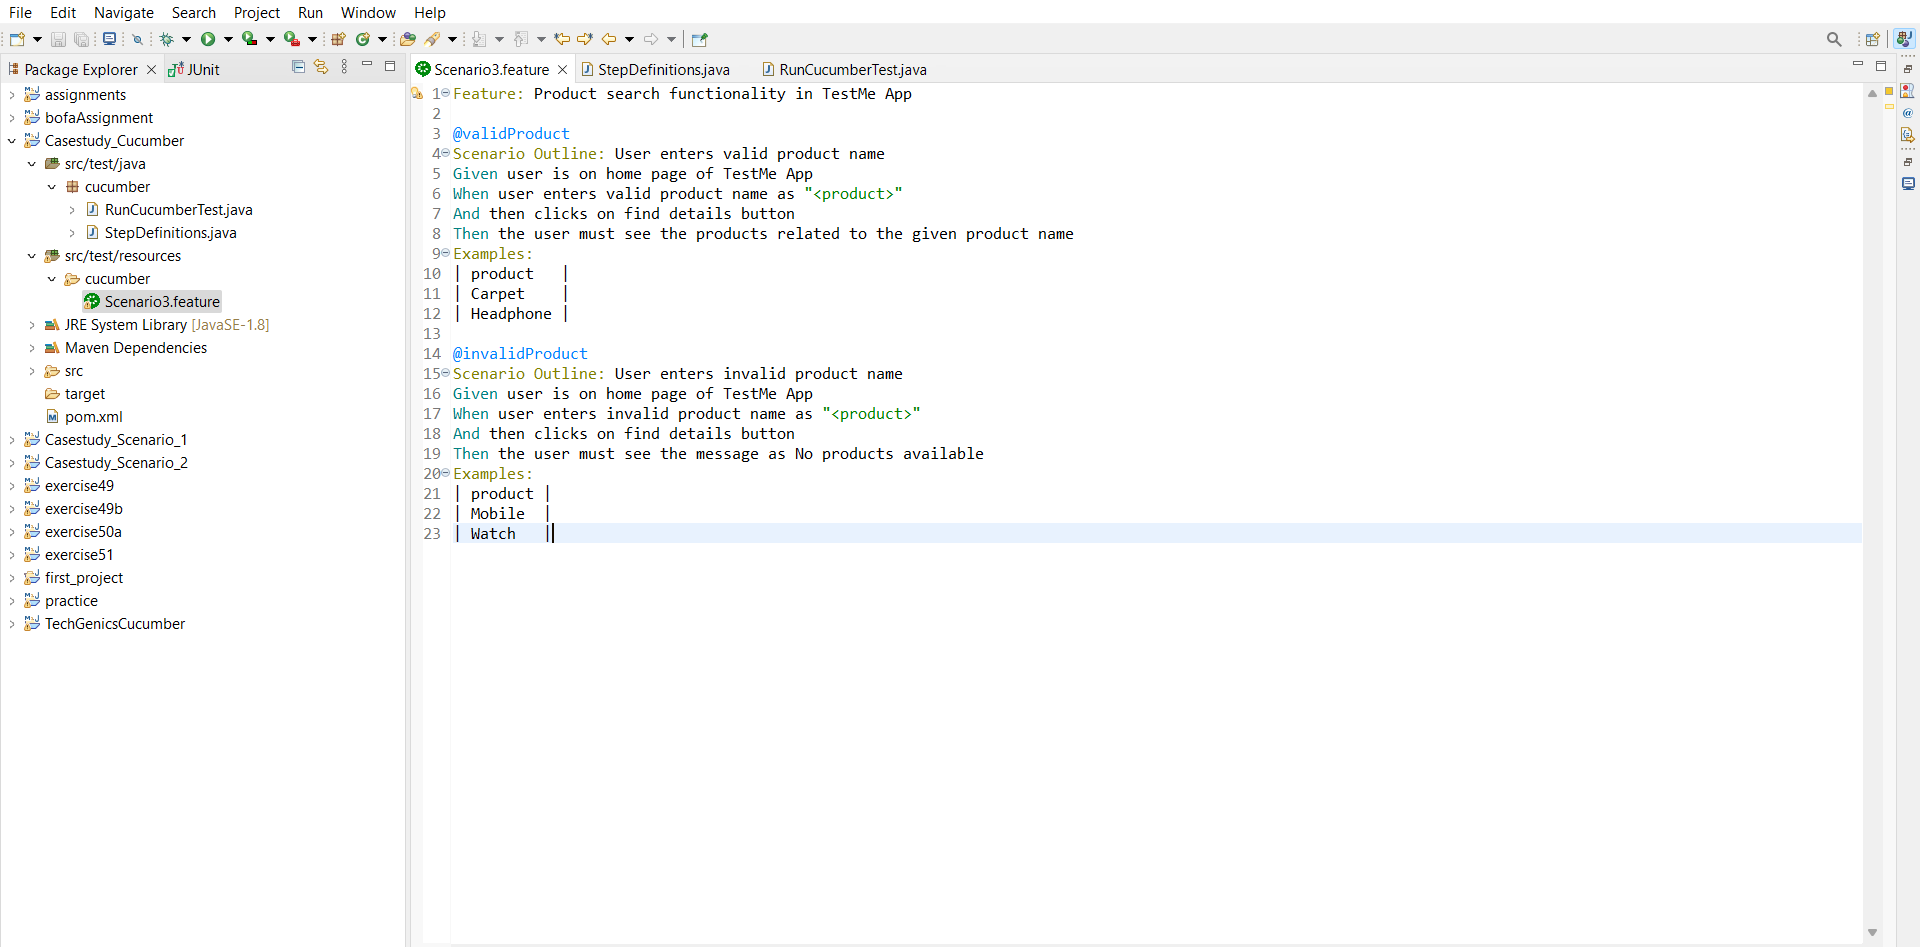 File Edit Navigate Search Project Run Window Help
Package Explorer JUnit
assignments
bofaAssignment
Casestudy_Cucumber
src/test/java
cucumber
RunCucumberTest.java
StepDefinitions.java
src/test/resources
cucumber
Scenario3.feature
JRE System Library [JavaSE-1.8]
Maven Dependencies
src
target
pom.xml
Casestudy_Scenario_1
Casestudy_Scenario_2
exercise49
exercise49b
exercise50a
exercise51
first_project
practice
TechGenicsCucumber
Scenario3.feature StepDefinitions.java RunCucumberTest.java
1 Feature: Product search functionality in TestMe App
2
3 @validProduct
4 Scenario Outline: User enters valid product name
5 Given user is on home page of TestMe App
6 When user enters valid product name as "<product>"
7 And then clicks on find details button
8 Then the user must see the products related to the given product name
9 Examples:
10 | product   |
11 | Carpet    |
12 | Headphone |
13
14 @invalidProduct
15 Scenario Outline: User enters invalid product name
16 Given user is on home page of TestMe App
17 When user enters invalid product name as "<product>"
18 And then clicks on find details button
19 Then the user must see the message as No products available
20 Examples:
21 | product |
22 | Mobile  |
23 | Watch   |